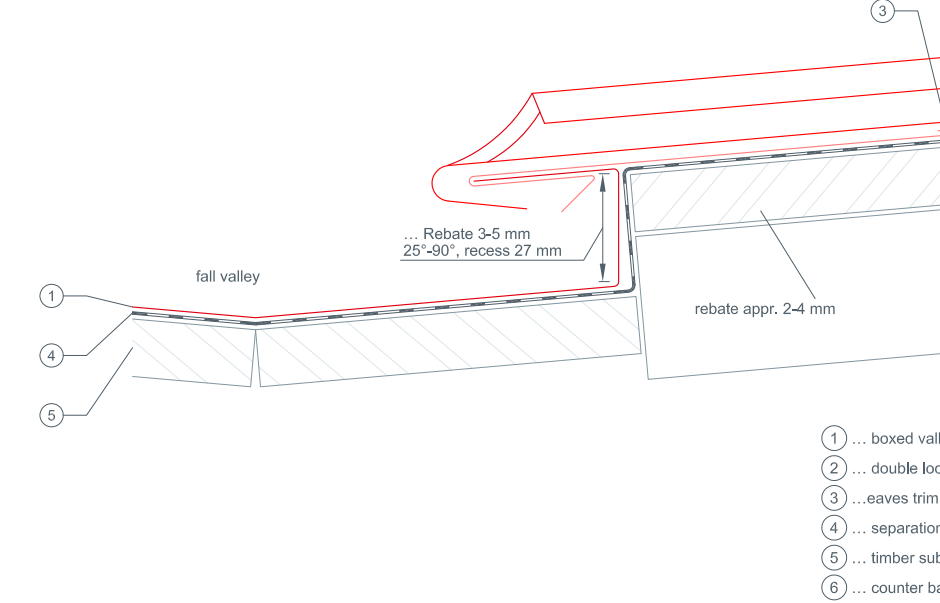 3
… Rebate 3-5 mm
25°-90°, recess 27 mm
fall valley
1
rebate appr. 2-4 mm
4
5
1 … boxed vall
2 … double loc
3 …eaves trim
4 … separation
5 … timber sub
6 … counter ba